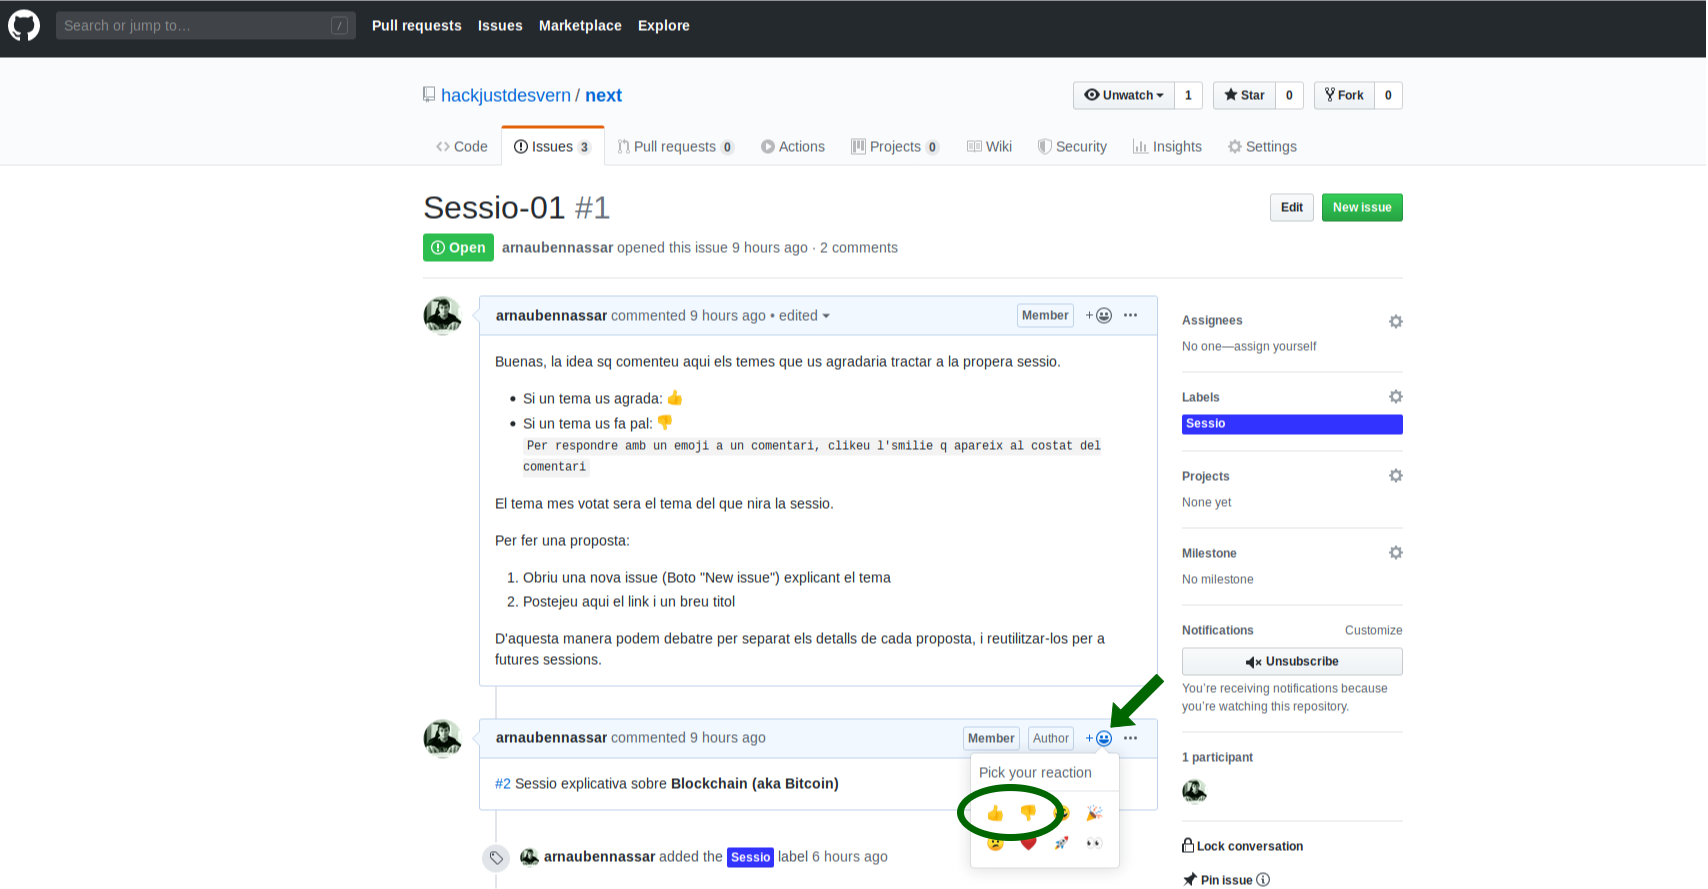 Search or jump to… /
Pull requests Issues Marketplace Explore
hackjustdesvern / next
Unwatch 1 Star 0 Fork 0
Code Issues 3 Pull requests 0 Actions Projects 0 Wiki Security Insights Settings
Sessio-01 #1
Edit New issue
Open arnaubennassar opened this issue 9 hours ago · 2 comments
arnaubennassar commented 9 hours ago • edited Member
Buenas, la idea sq comenteu aqui els temes que us agradaria tractar a la propera sessio.
• Si un tema us agrada: 👍
• Si un tema us fa pal: 👎
Per respondre amb un emoji a un comentari, clikeu l'smilie q apareix al costat del
comentari
El tema mes votat sera el tema del que nira la sessio.
Per fer una proposta:
1. Obriu una nova issue (Boto "New issue") explicant el tema
2. Postejeu aqui el link i un breu titol
D'aquesta manera podem debatre per separat els detalls de cada proposta, i reutilitzar-los per a
futures sessions.
arnaubennassar commented 9 hours ago Member Author
#2 Sessio explicativa sobre Blockchain (aka Bitcoin)
Pick your reaction
arnaubennassar added the Sessio label 6 hours ago
Assignees
No one—assign yourself
Labels
Sessio
Projects
None yet
Milestone
No milestone
Notifications Customize
Unsubscribe
You're receiving notifications because
you're watching this repository.
1 participant
Lock conversation
Pin issue